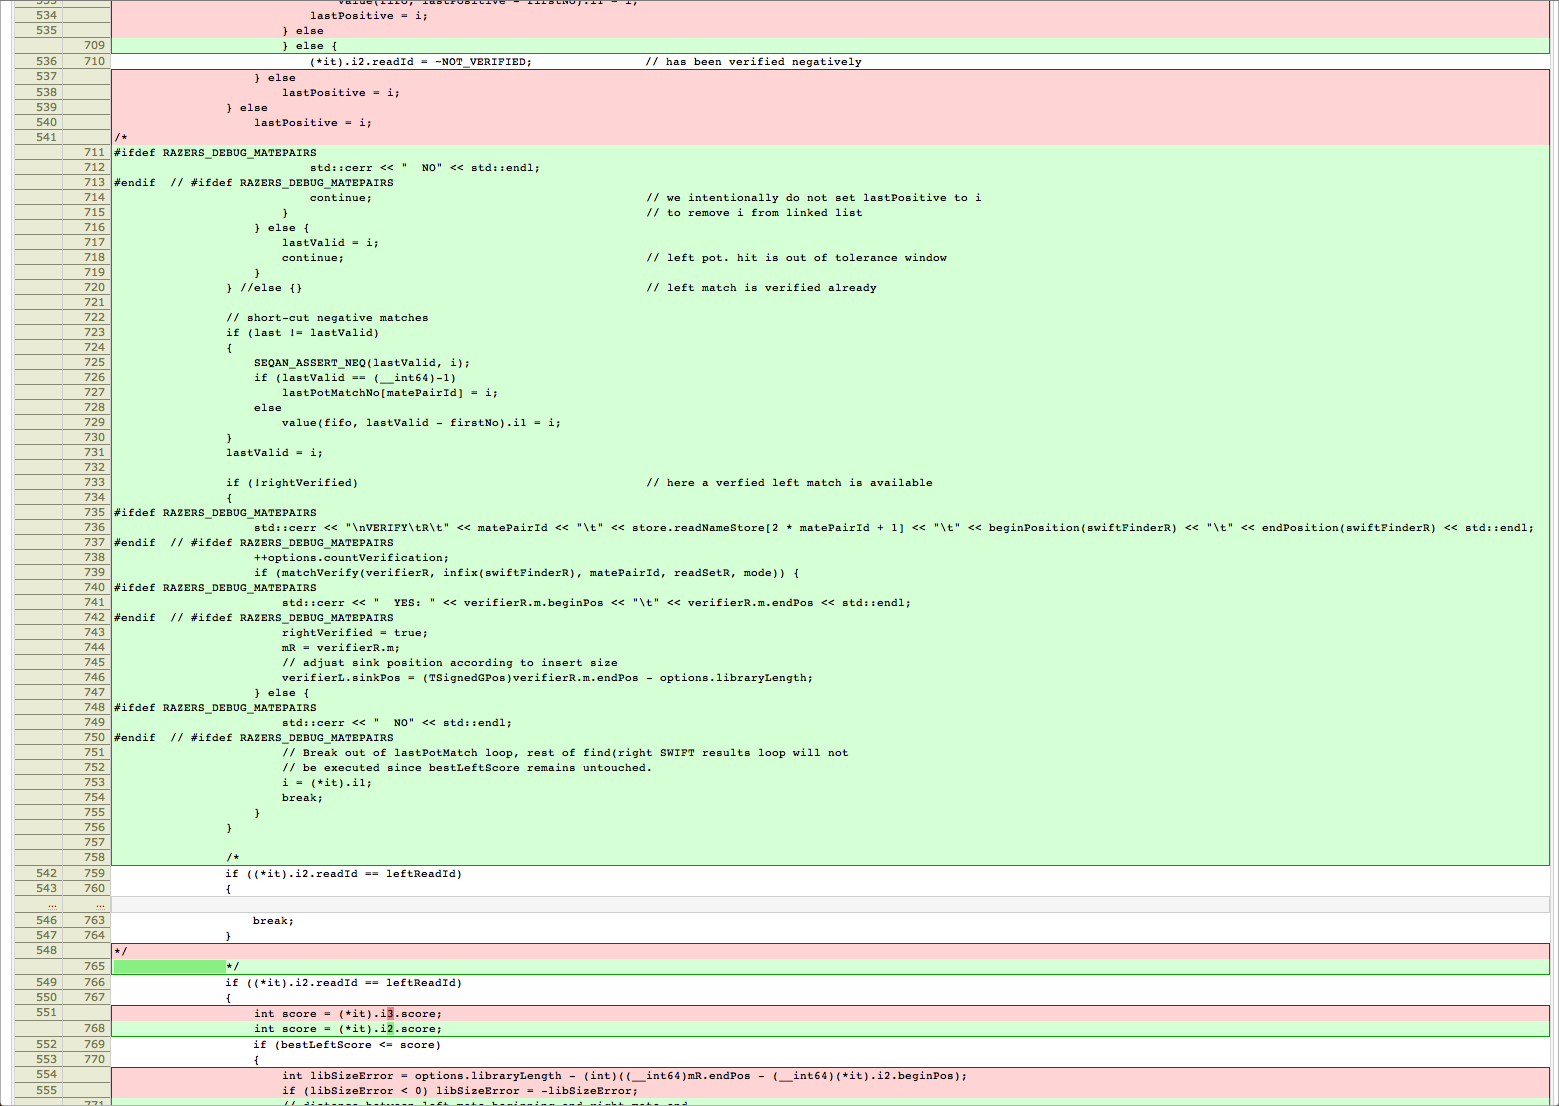 534 lastPositive = i;
535 } else
709 } else {
536 710 (*it).i2.readId = ~NOT_VERIFIED; // has been verified negatively
537 } else
538 lastPositive = i;
539 } else
540 lastPositive = i;
541 /*
711 #ifdef RAZERS_DEBUG_MATEPAIRS
712 std::cerr << "  NO" << std::endl;
713 #endif  // #ifdef RAZERS_DEBUG_MATEPAIRS
714 continue; // we intentionally do not set lastPositive to i
715 } // to remove i from linked list
716 } else {
717 lastValid = i;
718 continue; // left pot. hit is out of tolerance window
719 }
720 } //else {} // left match is verified already
721
722 // short-cut negative matches
723 if (last != lastValid)
724 {
725 SEQAN_ASSERT_NEQ(lastValid, i);
726 if (lastValid == (__int64)-1)
727 lastPotMatchNo[matePairId] = i;
728 else
729 value(fifo, lastValid - firstNo).i1 = i;
730 }
731 lastValid = i;
732
733 if (!rightVerified) // here a verfied left match is available
734 {
735 #ifdef RAZERS_DEBUG_MATEPAIRS
736 std::cerr << "\nVERIFY\tR\t" << matePairId << "\t" << store.readNameStore[2 * matePairId + 1] << "\t" << beginPosition(swiftFinderR) << "\t" << endPosition(swiftFinderR) << std::endl;
737 #endif  // #ifdef RAZERS_DEBUG_MATEPAIRS
738 ++options.countVerification;
739 if (matchVerify(verifierR, infix(swiftFinderR), matePairId, readSetR, mode)) {
740 #ifdef RAZERS_DEBUG_MATEPAIRS
741 std::cerr << "  YES: " << verifierR.m.beginPos << "\t" << verifierR.m.endPos << std::endl;
742 #endif  // #ifdef RAZERS_DEBUG_MATEPAIRS
743 rightVerified = true;
744 mR = verifierR.m;
745 // adjust sink position according to insert size
746 verifierL.sinkPos = (TSignedGPos)verifierR.m.endPos - options.libraryLength;
747 } else {
748 #ifdef RAZERS_DEBUG_MATEPAIRS
749 std::cerr << "  NO" << std::endl;
750 #endif  // #ifdef RAZERS_DEBUG_MATEPAIRS
751 // Break out of lastPotMatch loop, rest of find(right SWIFT results loop will not
752 // be executed since bestLeftScore remains untouched.
753 i = (*it).i1;
754 break;
755 }
756 }
757
758 /*
542 759 if ((*it).i2.readId == leftReadId)
543 760 {
... ...
546 763 break;
547 764 }
548 */
765 */
549 766 if ((*it).i2.readId == leftReadId)
550 767 {
551 int score = (*it).i3.score;
768 int score = (*it).i2.score;
552 769 if (bestLeftScore <= score)
553 770 {
554 int libSizeError = options.libraryLength - (int)((__int64)mR.endPos - (__int64)(*it).i2.beginPos);
555 if (libSizeError < 0) libSizeError = -libSizeError;